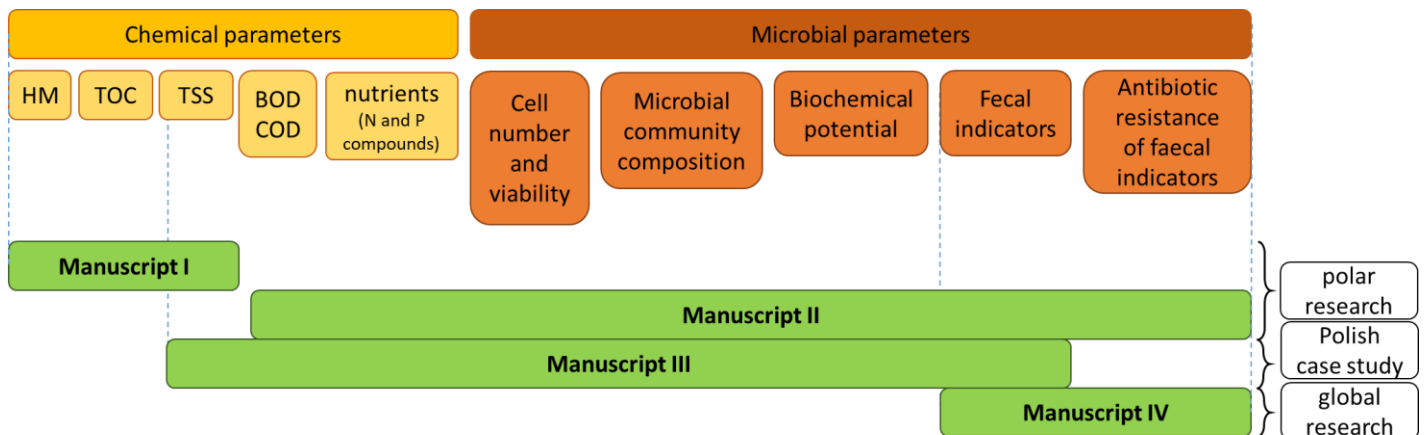 Chemical parameters
Microbial parameters
HM
TOC
TSS
BOD
COD
nutrients
(N and P
compounds)
Cell
number
and
viability
Microbial
community
composition
Biochemical
potential
Fecal
indicators
Antibiotic
resistance
of faecal
indicators
Manuscript I
Manuscript II
Manuscript III
Manuscript IV
polar
research
Polish
case study
global
research